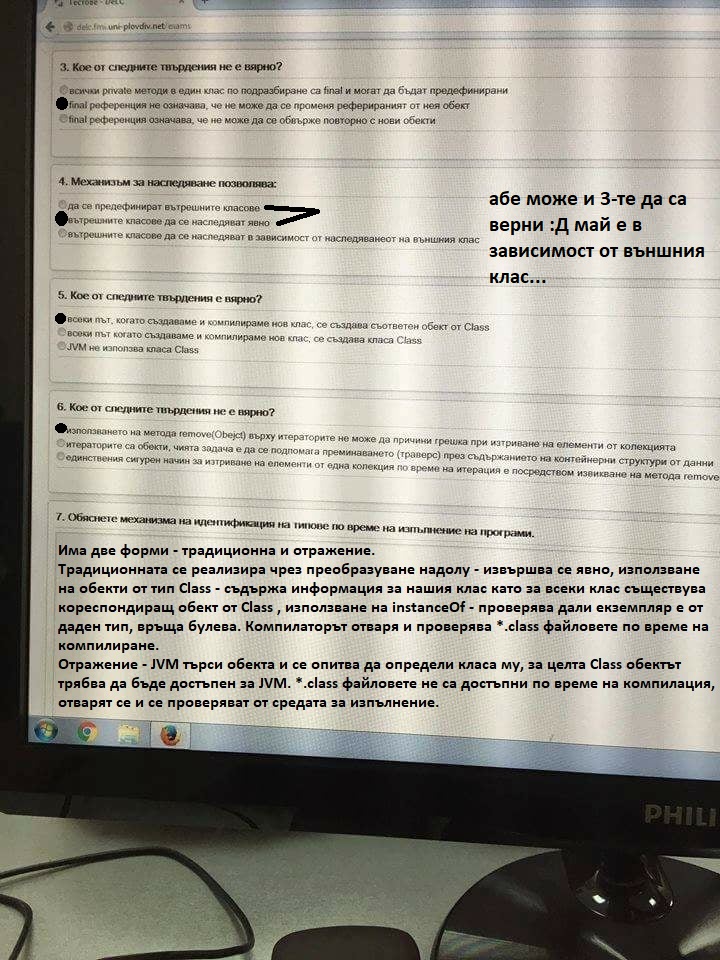 Тестове - DeLC
delc.fmi.uni-plovdiv.net/exams
3. Кое от следните твърдения не е вярно?
всички private методи в един клас по подразбиране са final и могат да бъдат предефинирани
final референция не означава, че не може да се променя реферираният от нея обект
final референция означава, че не може да се обвърже повторно с нови обекти
4. Механизъм за наследяване позволява:
да се предефинират вътрешните класове
вътрешните класове да се наследяват явно
вътрешните класове да се наследяват в зависимост от наследяванеот на външния клас
абе може и 3-те да са
верни :Д май е в
зависимост от външния
клас...
5. Кое от следните твърдения е вярно?
всеки път, когато създаваме и компилираме нов клас, се създава съответен обект от Class
всеки път когато създаваме и компилираме нов клас, се създава класа Class
JVM не използва класа Class
6. Кое от следните твърдения не е вярно?
използването на метода remove(Obejct) върху итераторите не може да причини грешка при изтриване на елементи от колекцията
итераторите са обекти, чиято задача е да се подпомага преминаването (траверс) през съдържанието на контейнерни структури от данни
единствения сигурен начин за изтриване на елементи от една колекция по време на итерация е посредством извикване на метода remove
7. Обяснете механизма на идентификация на типове по време на изпълнение на програми.
Има две форми - традиционна и отражение.
Традиционната се реализира чрез преобразуване надолу - извършва се явно, използване
на обекти от тип Class - съдържа информация за нашия клас като за всеки клас съществува
кореспондиращ обект от Class , използване на instanceOf - проверява дали екземпляр е от
даден тип, връща булева. Компилаторът отваря и проверява *.class файловете по време на
компилиране.
Отражение - JVM търси обекта и се опитва да определи класа му, за целта Class обектът
трябва да бъде достъпен за JVM. *.class файловете не са достъпни по време на компилация,
отварят се и се проверяват от средата за изпълнение.
PHILI